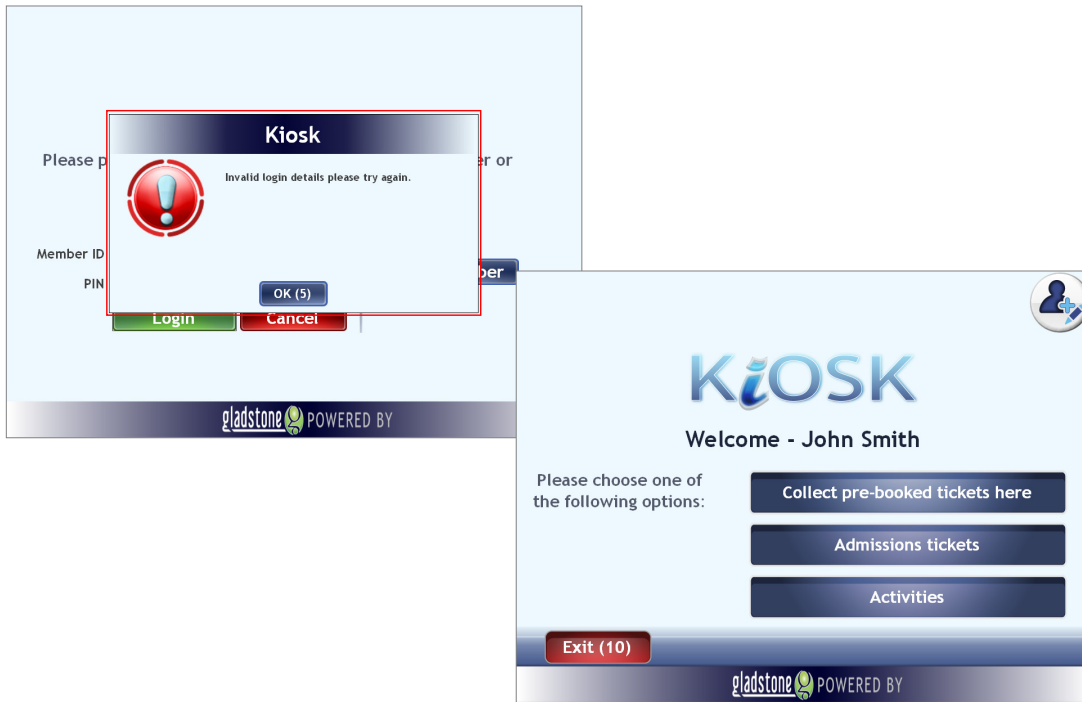 Kiosk
Please p
er or
Invalid login details please try again.
Member ID
PIN
ber
OK (5)
Login
Cancel
gladstone POWERED BY
KiOSK
Welcome - John Smith
Please choose one of
the following options:
Collect pre-booked tickets here
Admissions tickets
Activities
Exit (10)
gladstone POWERED BY